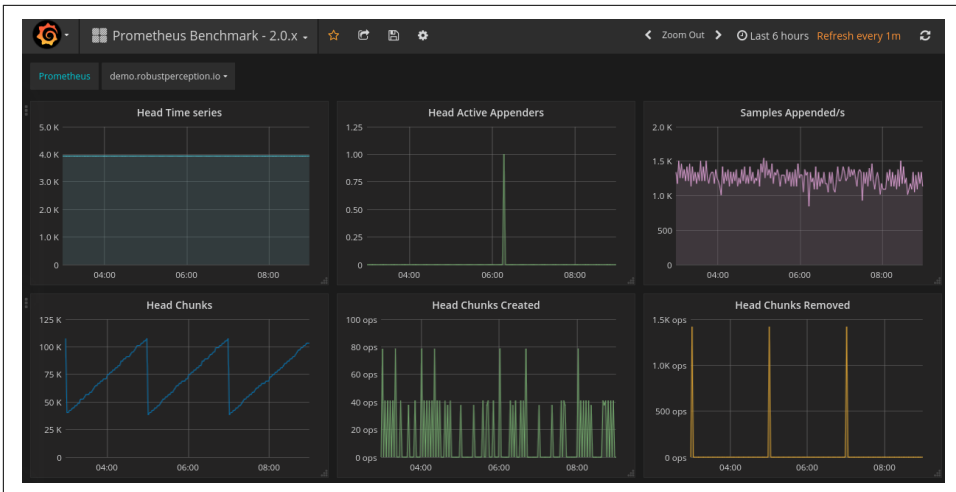 Prometheus Benchmark - 2.0.x
Zoom Out
Last 6 hours Refresh every 1m
Prometheus
demo.robustperception.io
Head Time series
5.0 K
4.0 K
3.0 K
2.0 K
1.0 K
0
04:00 06:00 08:00
Head Active Appenders
1.25
1.00
0.75
0.50
0.25
0
04:00 06:00 08:00
Samples Appended/s
2.0 K
1.5 K
1.0 K
500
0
04:00 06:00 08:00
Head Chunks
125 K
100 K
75 K
50 K
25 K
0
04:00 06:00 08:00
Head Chunks Created
100 ops
80 ops
60 ops
40 ops
20 ops
0 ops
04:00 06:00 08:00
Head Chunks Removed
1.5K ops
1.0K ops
500 ops
0 ops
04:00 06:00 08:00